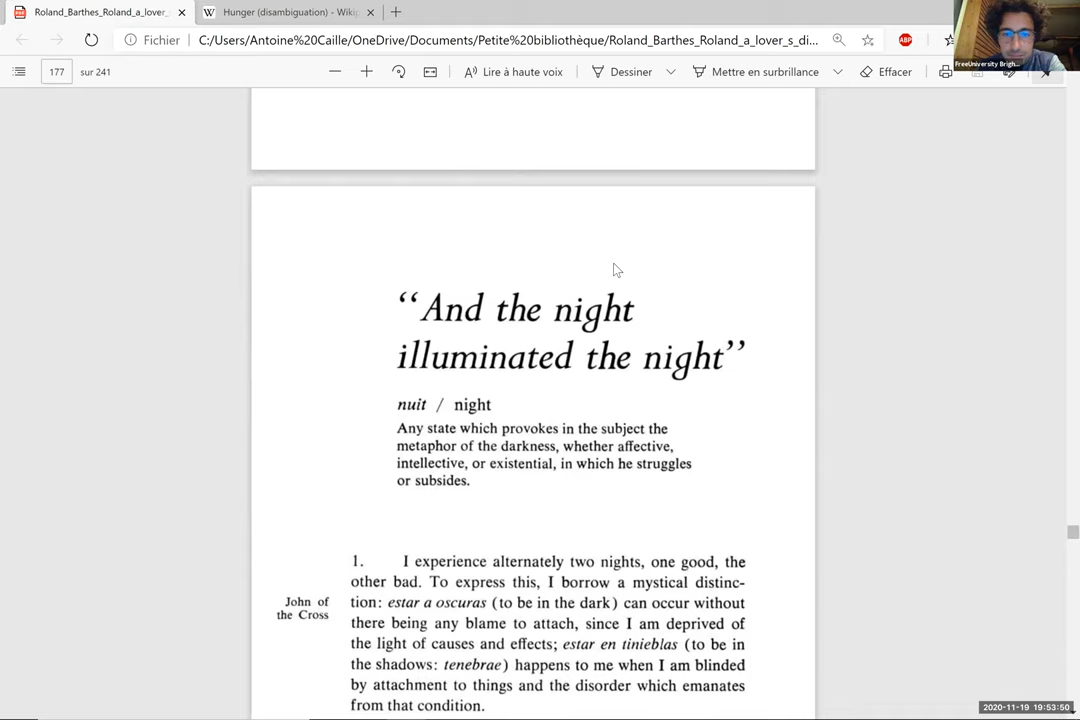 Roland_Barthes_Roland_a_lover_
Hunger (disambiguation) - Wikip
Fichier
C:/Users/Antoine%20Caille/OneDrive/Documents/Petite%20bibliothèque/Roland_Barthes_Roland_a_lover_s_di...
ABP
FreeUniversity Brigh...
177 sur 241
Lire à haute voix
Dessiner
Mettre en surbrillance
Effacer
“And the night
illuminated the night”
nuit / night
Any state which provokes in the subject the
metaphor of the darkness, whether affective,
intellective, or existential, in which he struggles
or subsides.
1. I experience alternately two nights, one good, the
other bad. To express this, I borrow a mystical distinc-
John of
the Cross
tion: estar a oscuras (to be in the dark) can occur without
there being any blame to attach, since I am deprived of
the light of causes and effects; estar en tinieblas (to be in
the shadows: tenebrae) happens to me when I am blinded
by attachment to things and the disorder which emanates
from that condition.
2020-11-19 19:53:50